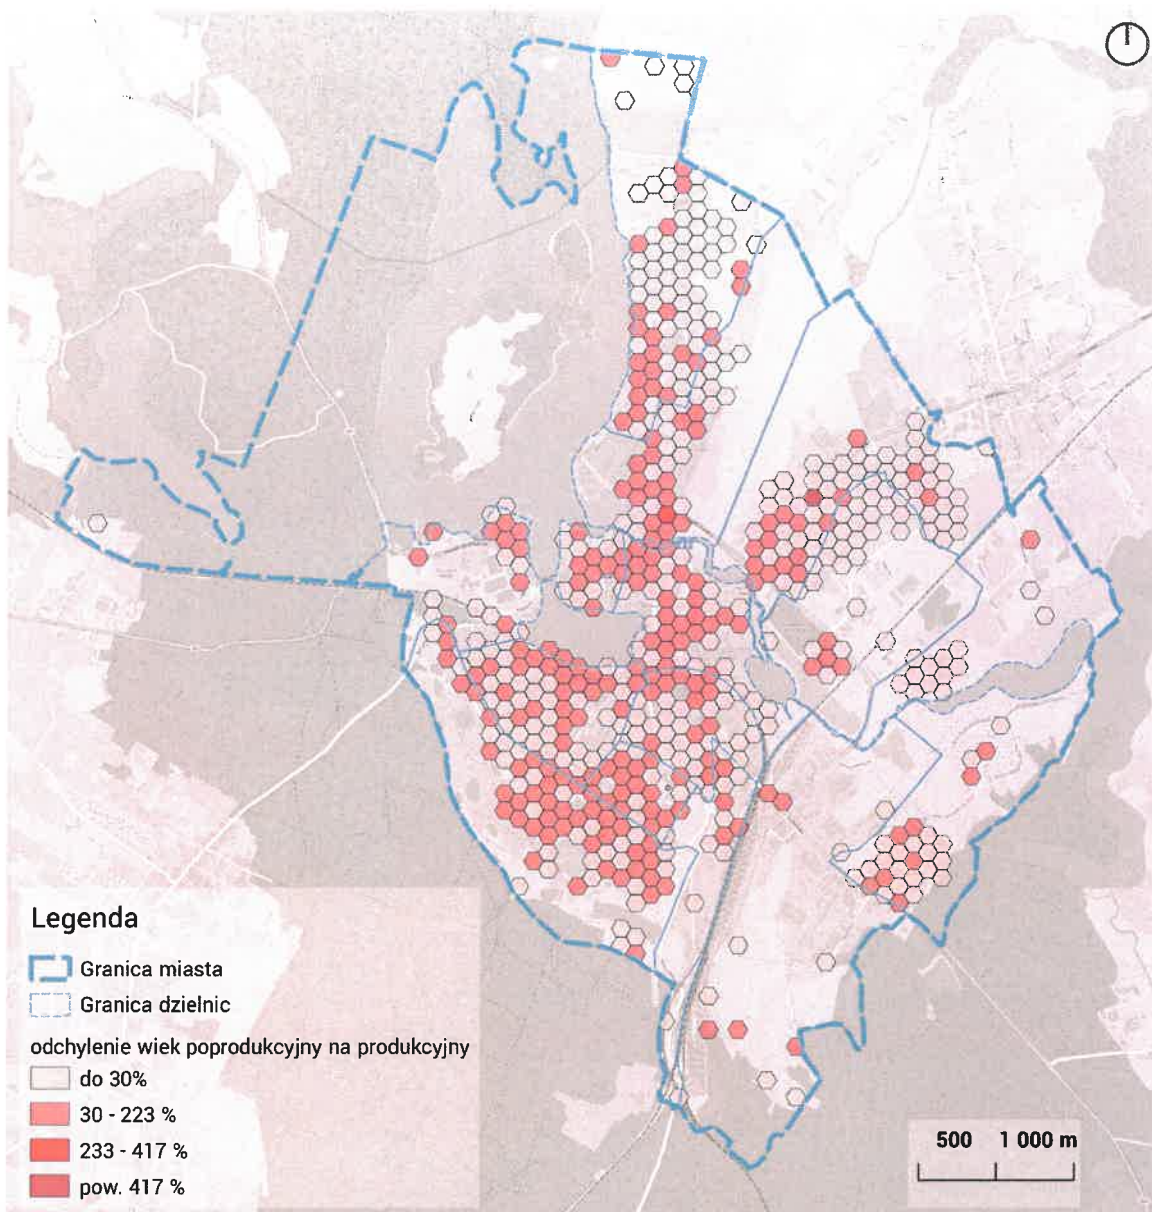 Legenda
Granica miasta
Granica dzielnic
odchylenie wiek poprodukcyjny na produkcyjny
do 30%
30 - 223 %
233 - 417 %
pow. 417 %
500 1 000 m